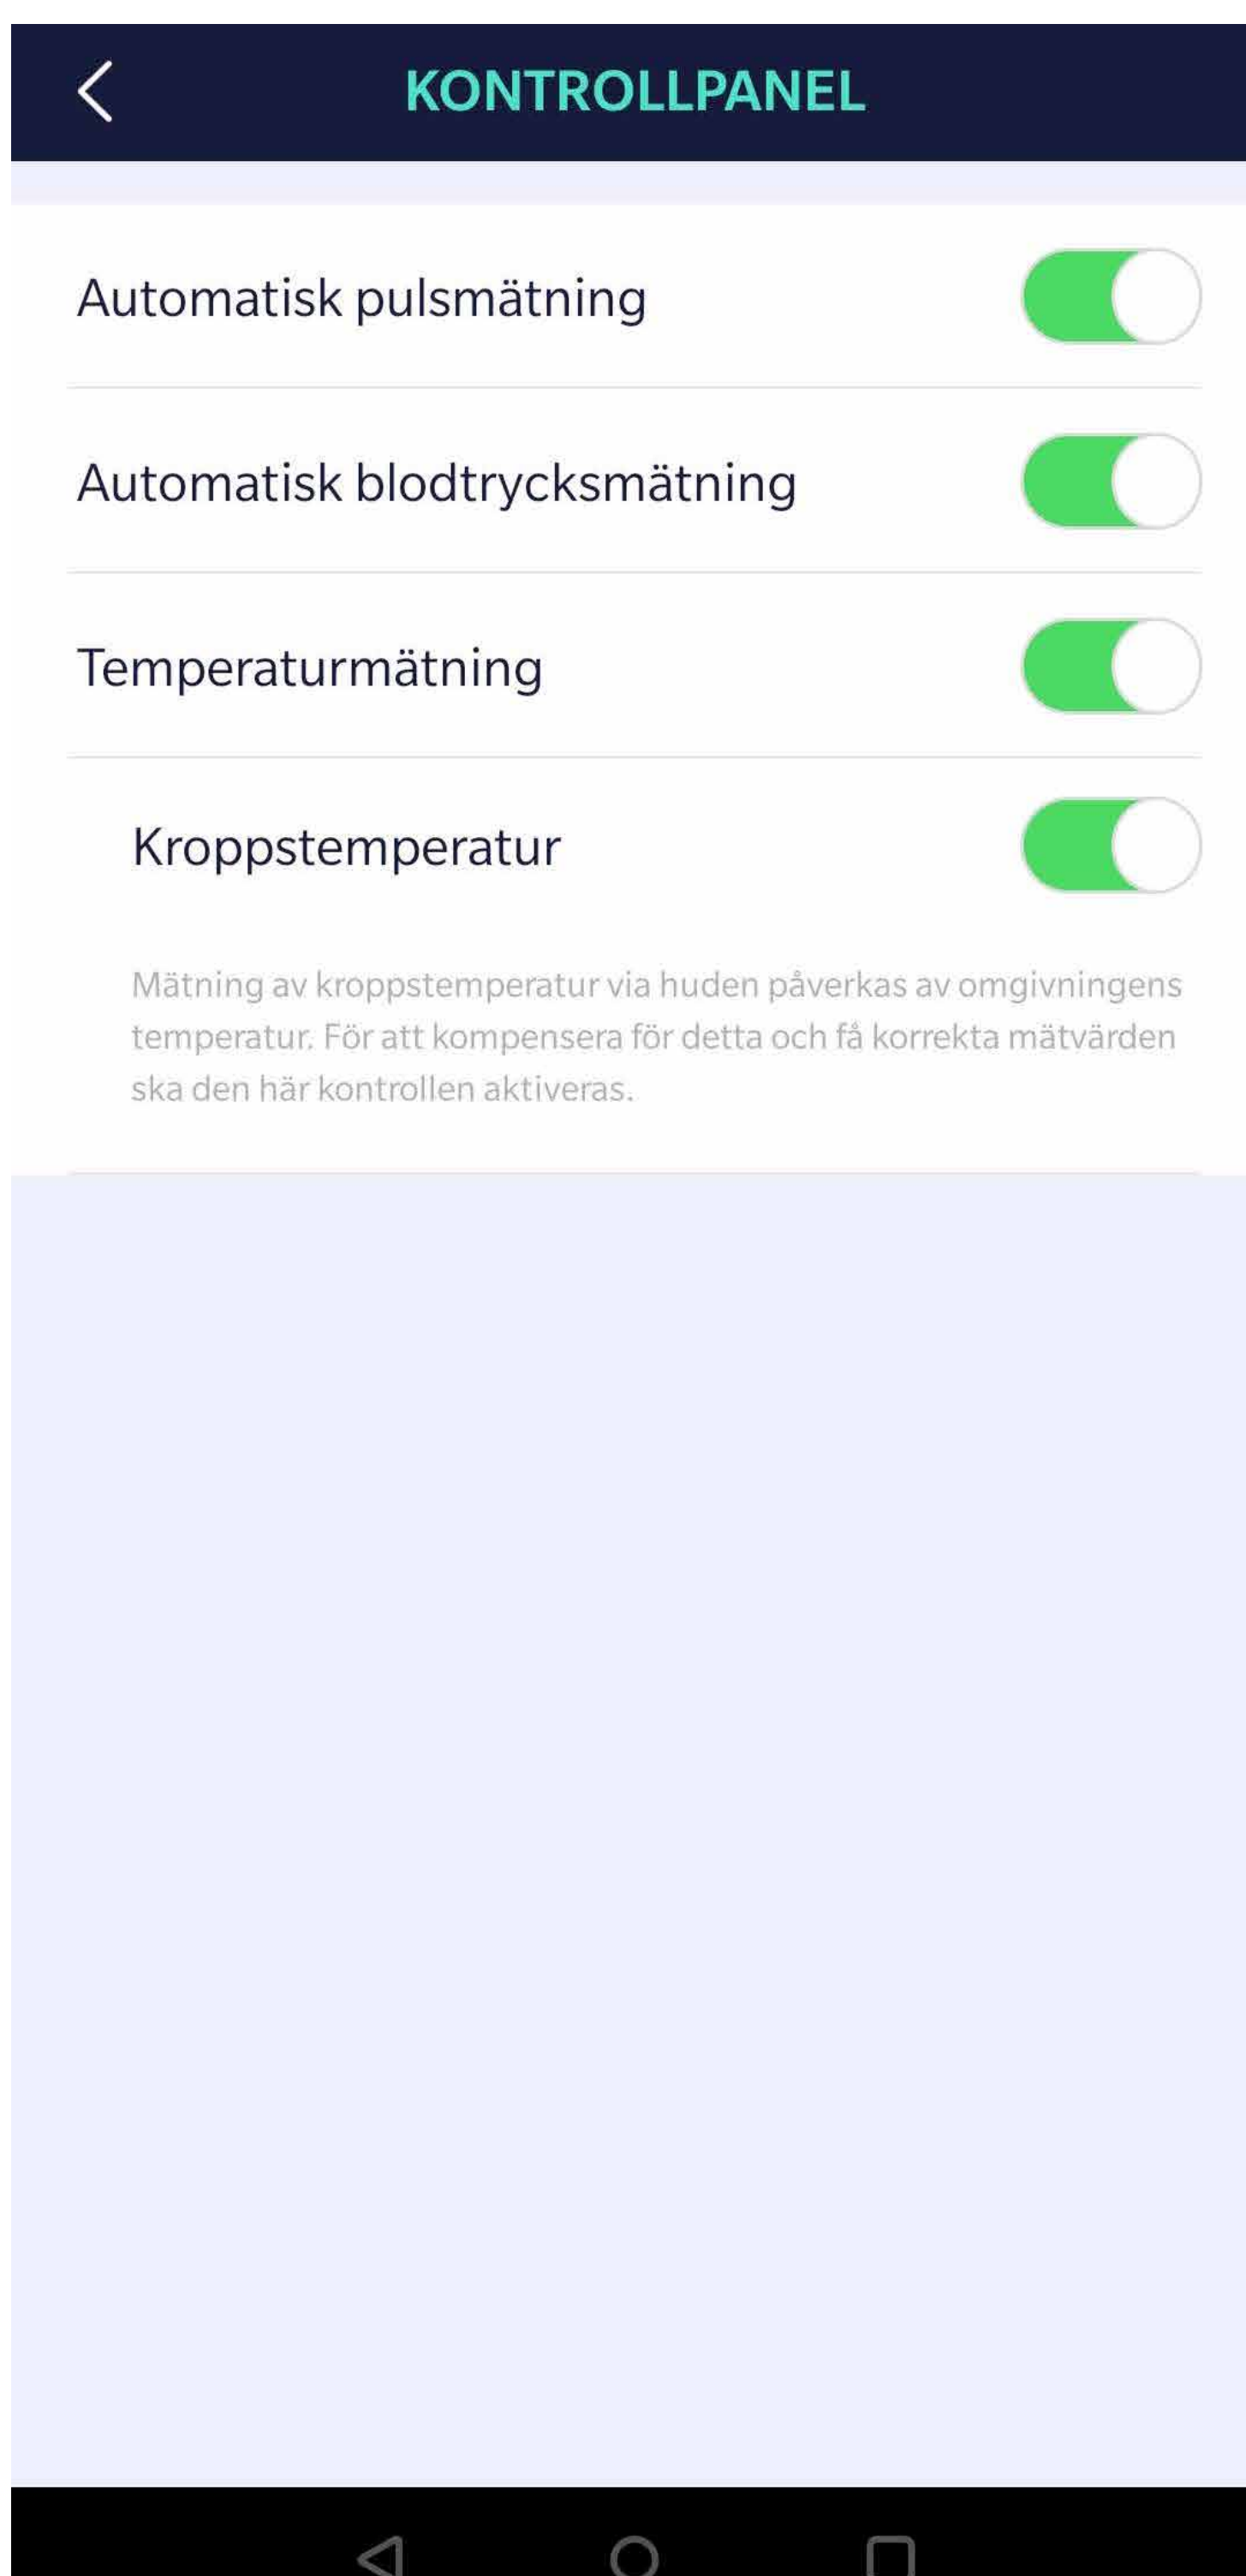 KONTROLLPANEL
Automatisk pulsmätning
Automatisk blodtrycksmätning
Temperaturmätning
Kroppstemperatur
Mätning av kroppstemperatur via huden påverkas av omgivningens
temperatur. För att kompensera för detta och få korrekta mätvärden
ska den här kontrollen aktiveras.